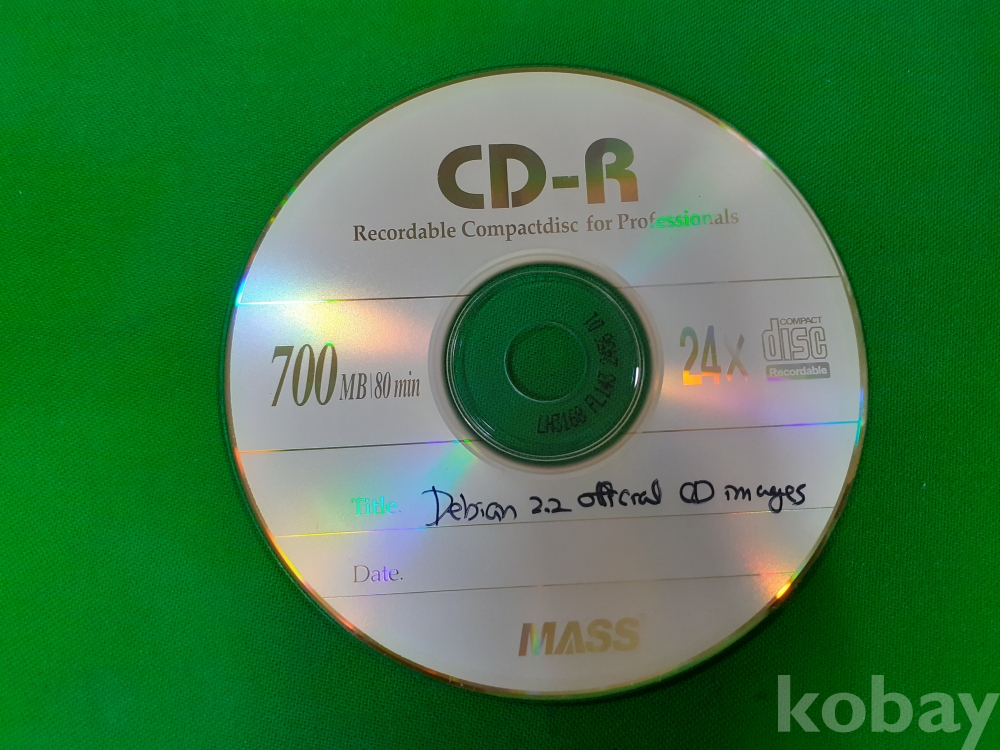 CD-R
Recordable Compactdisc for Professionals
700 MB|80 min
24x
COMPACT
disc
Recordable
LH3160
Title. Debian 2.2 official CD images
Date.
MASS
kobay